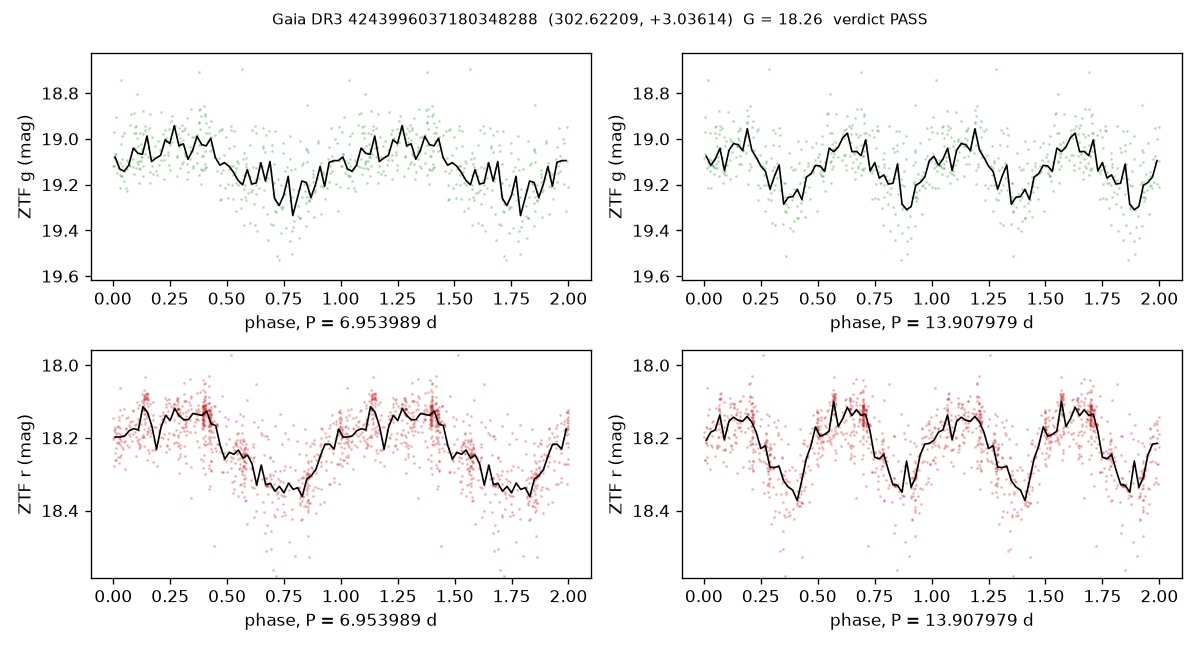 Gaia DR3 4243996037180348288 (302.62209, +3.03614) G = 18.26 verdict PASS
ZTF g (mag)
18.8
19.0
19.2
19.4
19.6
0.00 0.25 0.50 0.75 1.00 1.25 1.50 1.75 2.00
phase, P = 6.953989 d
ZTF g (mag)
18.8
19.0
19.2
19.4
19.6
0.00 0.25 0.50 0.75 1.00 1.25 1.50 1.75 2.00
phase, P = 13.907979 d
ZTF r (mag)
18.0
18.2
18.4
0.00 0.25 0.50 0.75 1.00 1.25 1.50 1.75 2.00
phase, P = 6.953989 d
ZTF r (mag)
18.0
18.2
18.4
0.00 0.25 0.50 0.75 1.00 1.25 1.50 1.75 2.00
phase, P = 13.907979 d